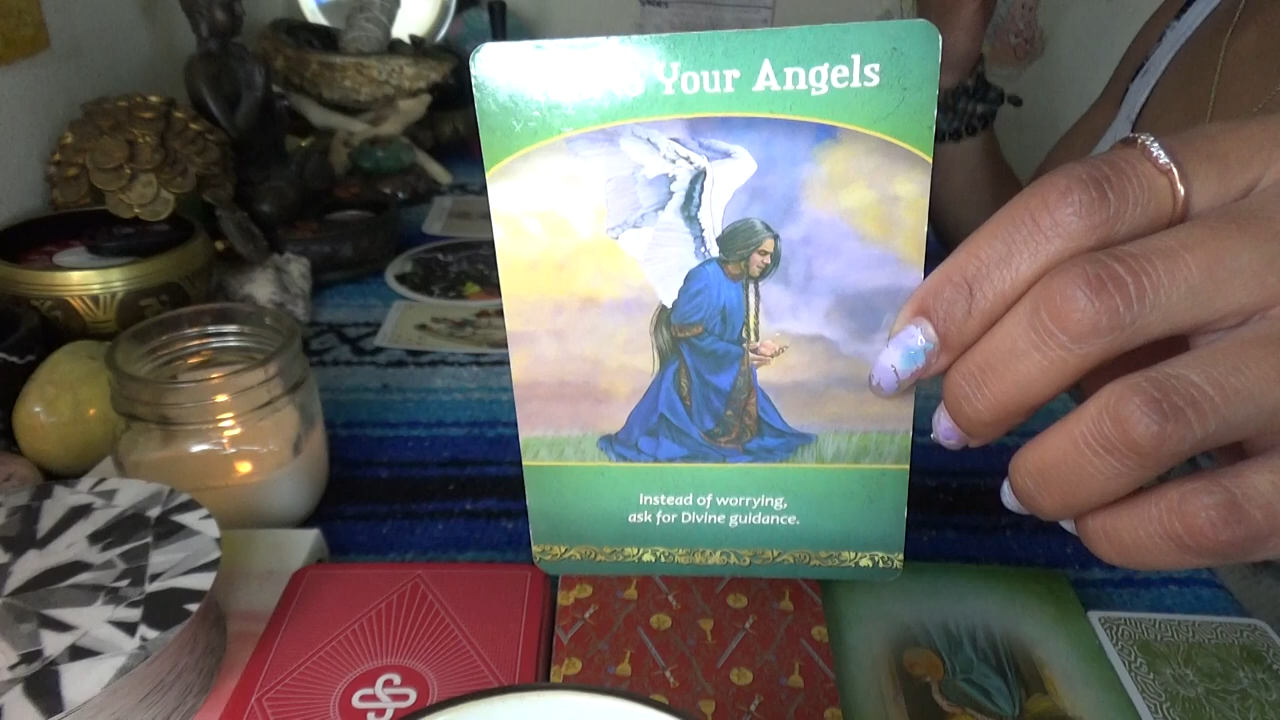 Your Angels
Instead of worrying,
ask for Divine guidance.